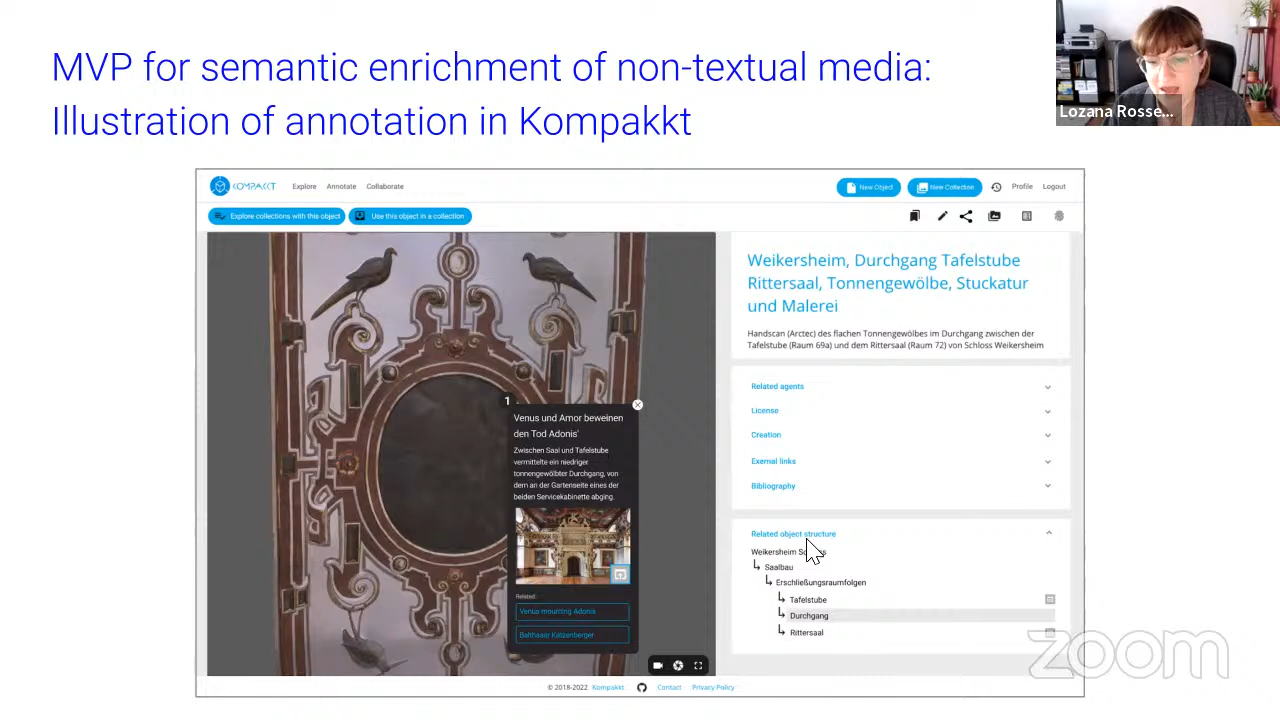 MVP for semantic enrichment of non-textual media:
Illustration of annotation in Kompakkt
Lozana Rosse...
KOMPAKKT
Explore Annotate Collaborate
New Object
New Collection
Profile
Logout
Explore collections with this object
Use this object in a collection
Weikersheim, Durchgang Tafelstube
Rittersaal, Tonnengewölbe, Stuckatur
und Malerei
Handscan (Arctec) des flachen Tonnengewölbes im Durchgang zwischen der
Tafelstube (Raum 69a) und dem Rittersaal (Raum 72) von Schloss Weikersheim
Related agents
License
Creation
External links
Bibliography
1
Venus und Amor beweinen
den Tod Adonis'
Zwischen Saal und Tafelstube
vermittelte ein niedriger
tonnengewölbter Durchgang, von
dem an der Gartenseite eines der
beiden Servicekabinette abging.
Related:
Venus mourning Adonis
Balthasar Katzenberger
Related object structure
Weikersheim
Saalbau
Erschließungsraumfolgen
Tafelstube
Durchgang
Rittersaal
zoom
© 2018-2022 Kompakkt Contact Privacy Policy